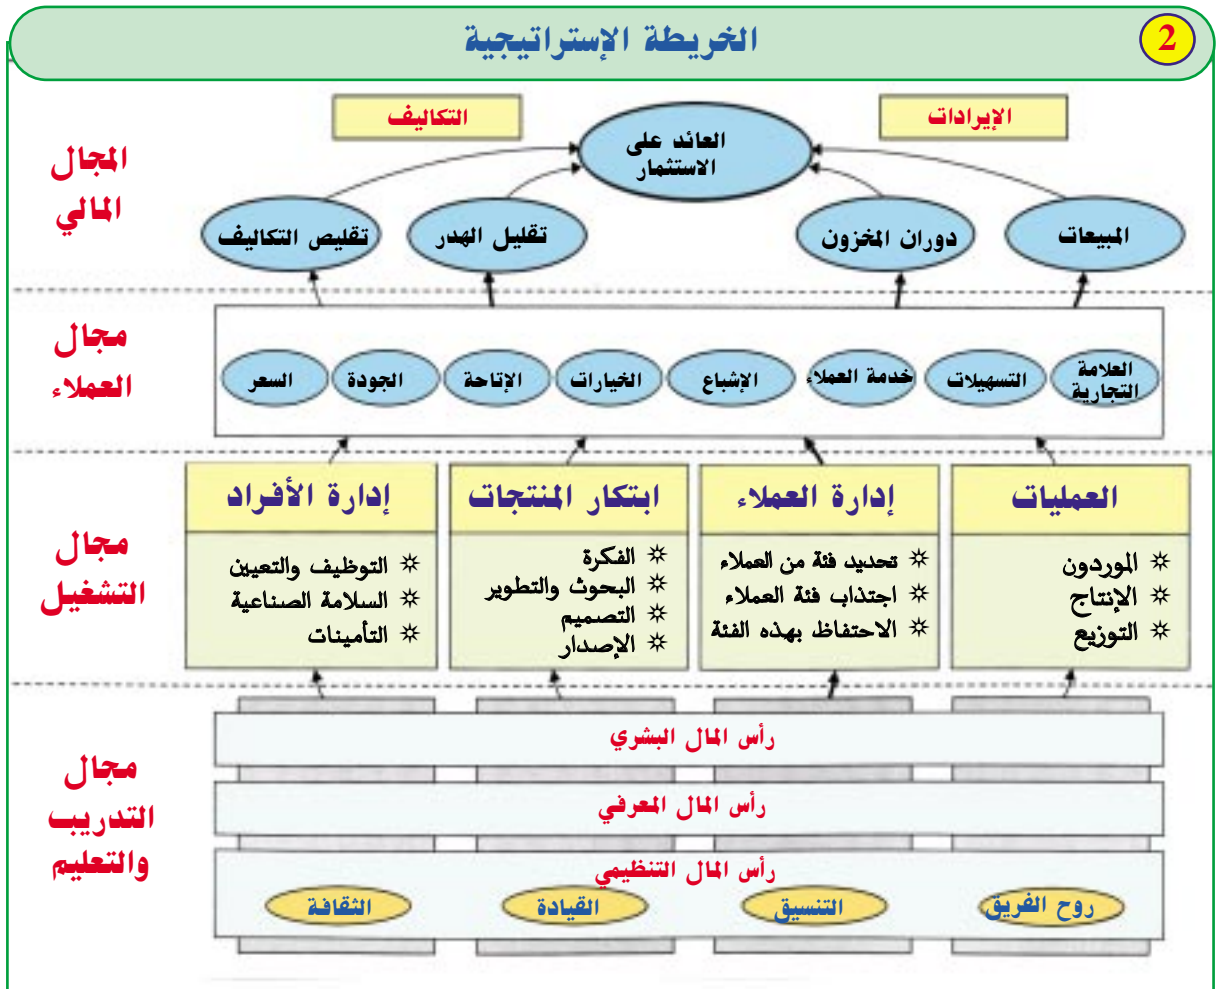 الخريطة الإستراتيجية
2
المجال
المالي
الإيرادات
التكاليف
العائد على
الاستثمار
المبيعات
دوران المخزون
تقليل الهدر
تقليص التكاليف
مجال
العملاء
العلامة
التجارية
التسهيلات
خدمة العملاء
الإشباع
الخيارات
الإتاحة
الجودة
السعر
مجال
التشغيل
العمليات
الموردون
الإنتاج
التوزيع
إدارة العملاء
تحديد فئة من العملاء
اجتذاب فئة العملاء
الاحتفاظ بهذه الفئة
ابتكار المنتجات
الفكرة
البحوث والتطوير
التصميم
الإصدار
إدارة الأفراد
التوظيف والتعيين
السلامة الصناعية
التأمينات
مجال
التدريب
والتعليم
رأس المال البشري
رأس المال المعرفي
رأس المال التنظيمي
روح الفريق
التنسيق
القيادة
الثقافة